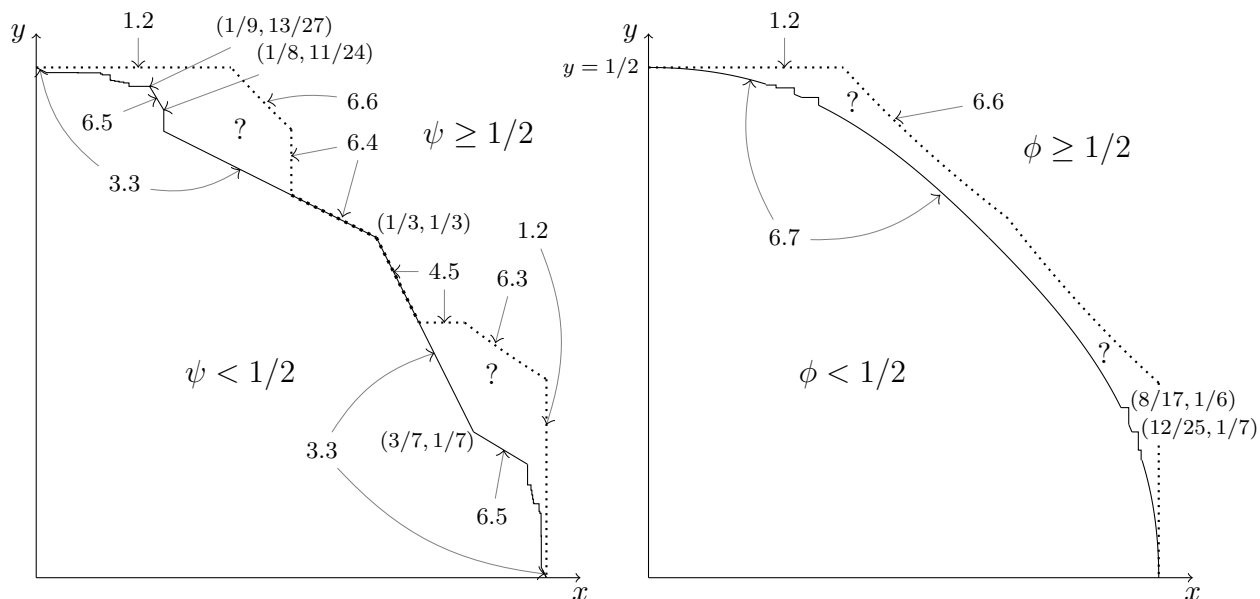 1.2
(1/9, 13/27)
(1/8, 11/24)
y
6.5
6.6
?
6.4
ψ ≥ 1/2
3.3
(1/3, 1/3)
1.2
4.5
6.3
ψ < 1/2
?
3.3
(3/7, 1/7)
6.5
x
1.2
y
y = 1/2
?
6.6
ϕ ≥ 1/2
6.7
ϕ < 1/2
?
(8/17, 1/6)
(12/25, 1/7)
x